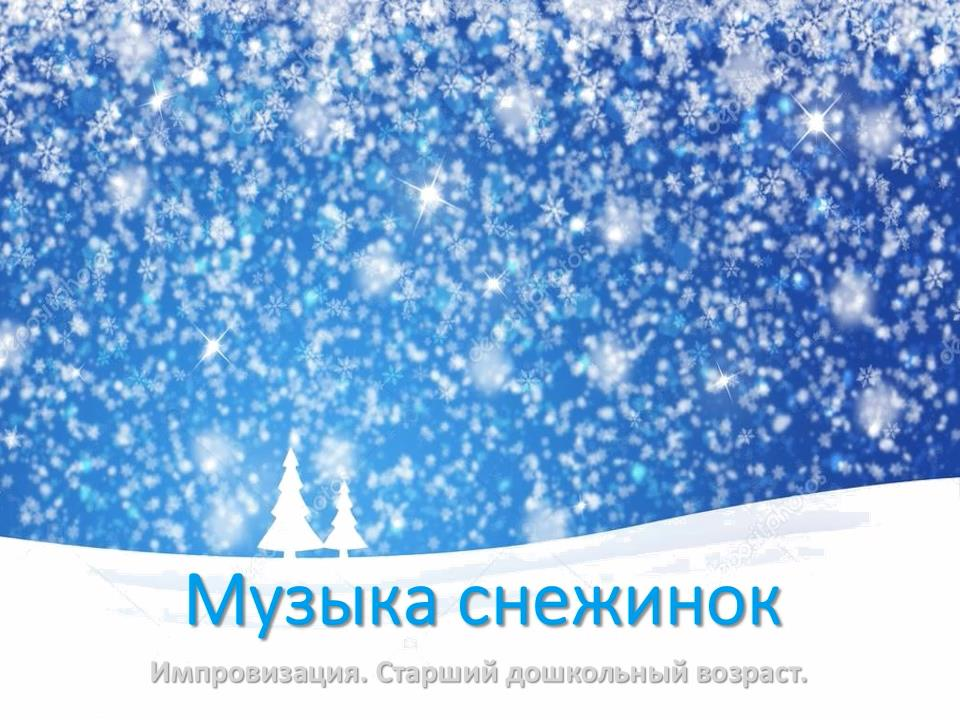 Музыка снежинок
Импровизация. Старший дошкольный возраст.